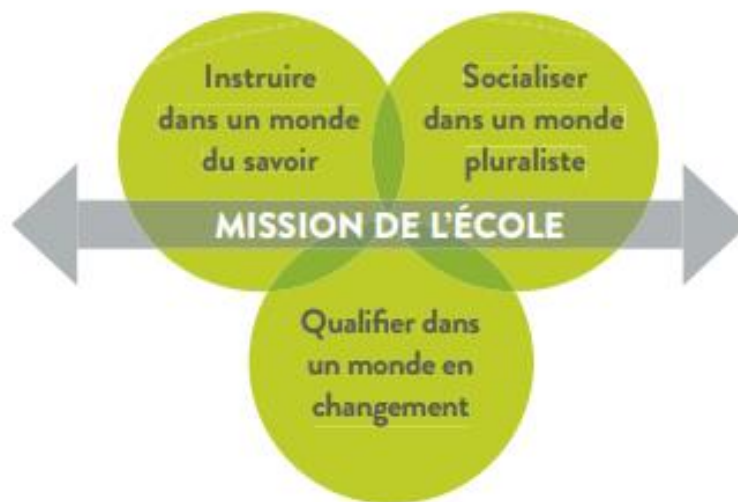 Instruire
dans un monde
du savoir
Socialiser
dans un monde
pluraliste
MISSION DE L'ÉCOLE
Qualifier dans
un monde en
changement